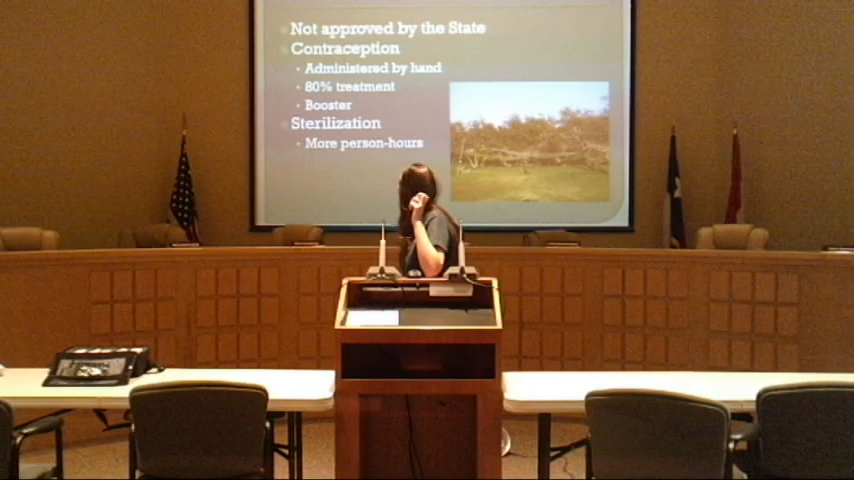 Not approved by the State
Contraception
Administered by hand
80% treatment
Booster
Sterilization
More person-hours